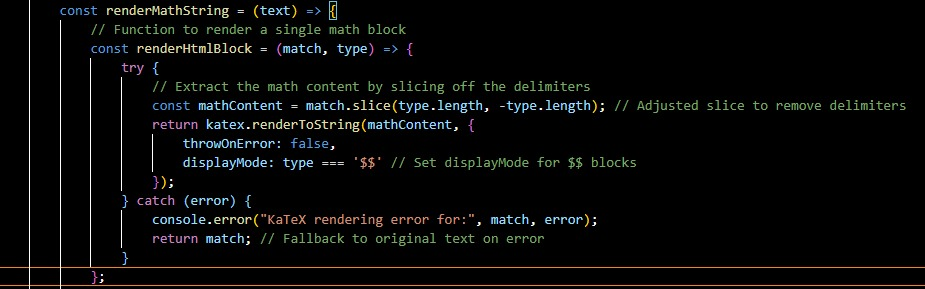 const renderMathString = (text) => {
// Function to render a single math block
const renderHtmlBlock = (match, type) => {
try {
// Extract the math content by slicing off the delimiters
const mathContent = match.slice(type.length, -type.length); // Adjusted slice to remove delimiters
return katex.renderToString(mathContent, {
throwOnError: false,
displayMode: type === '$$' // Set displayMode for $$ blocks
});
} catch (error) {
console.error("KaTeX rendering error for:", match, error);
return match; // Fallback to original text on error
}
};